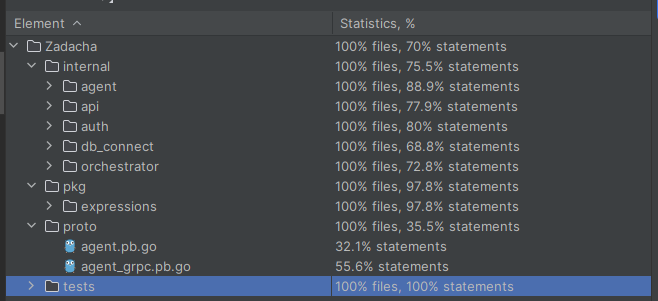 Element Statistics, %
Zadacha 100% files, 70% statements
internal 100% files, 75.5% statements
agent 100% files, 88.9% statements
api 100% files, 77.9% statements
auth 100% files, 80% statements
db_connect 100% files, 68.8% statements
orchestrator 100% files, 72.8% statements
pkg 100% files, 97.8% statements
expressions 100% files, 97.8% statements
proto 100% files, 35.5% statements
agent.pb.go 32.1% statements
agent_grpc.pb.go 55.6% statements
tests 100% files, 100% statements